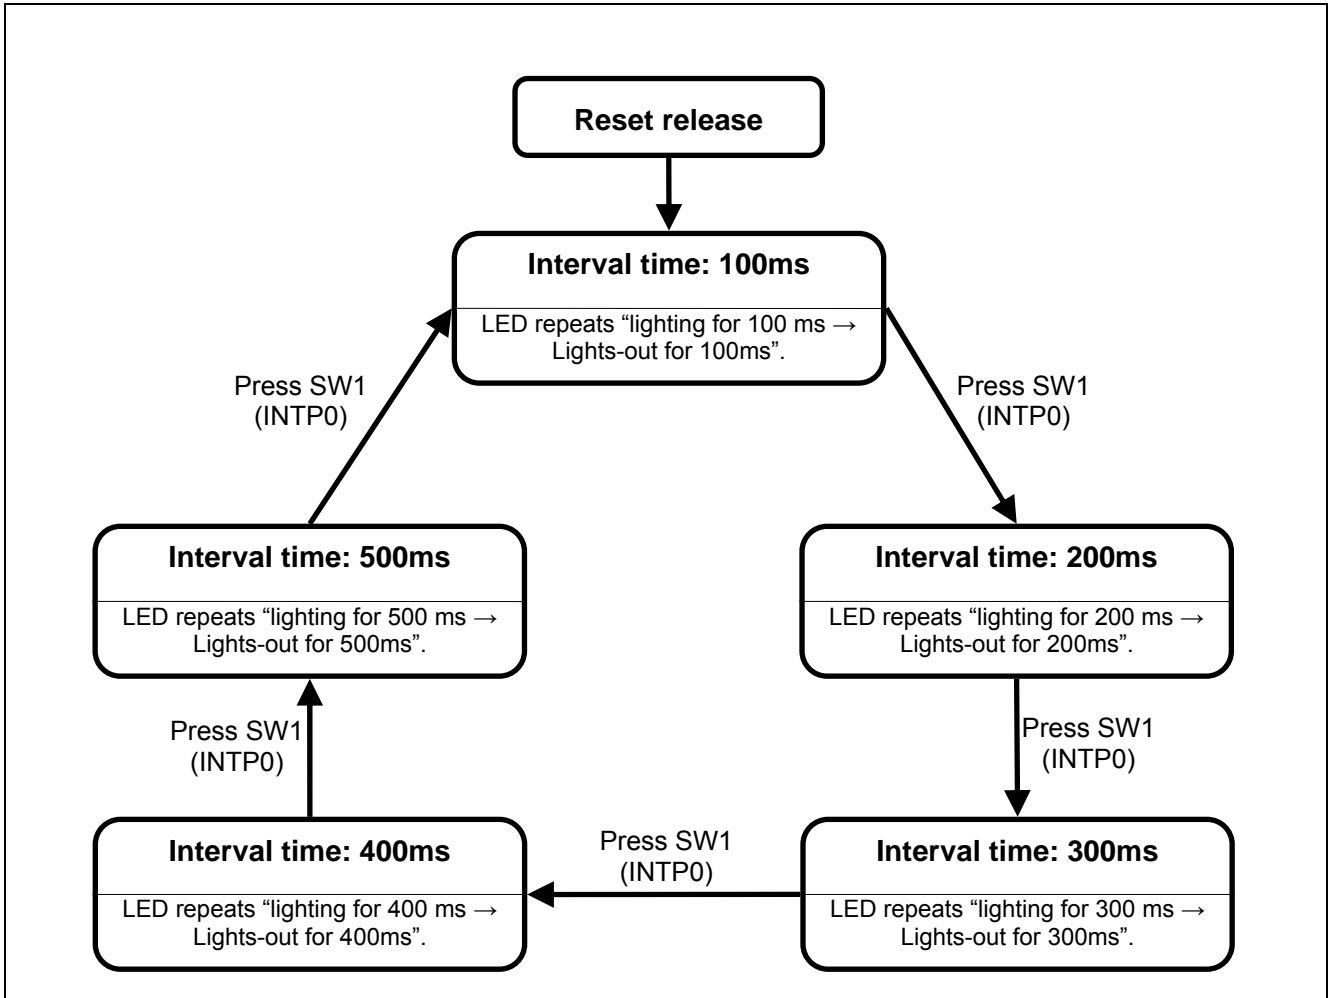 Reset release
Interval time: 100ms
LED repeats “lighting for 100 ms →
Lights-out for 100ms”.
Press SW1
(INTP0)
Press SW1
(INTP0)
Interval time: 500ms
LED repeats “lighting for 500 ms →
Lights-out for 500ms”.
Interval time: 200ms
LED repeats “lighting for 200 ms →
Lights-out for 200ms”.
Press SW1
(INTP0)
Press SW1
(INTP0)
Interval time: 400ms
LED repeats “lighting for 400 ms →
Lights-out for 400ms”.
Press SW1
(INTP0)
Interval time: 300ms
LED repeats “lighting for 300 ms →
Lights-out for 300ms”.